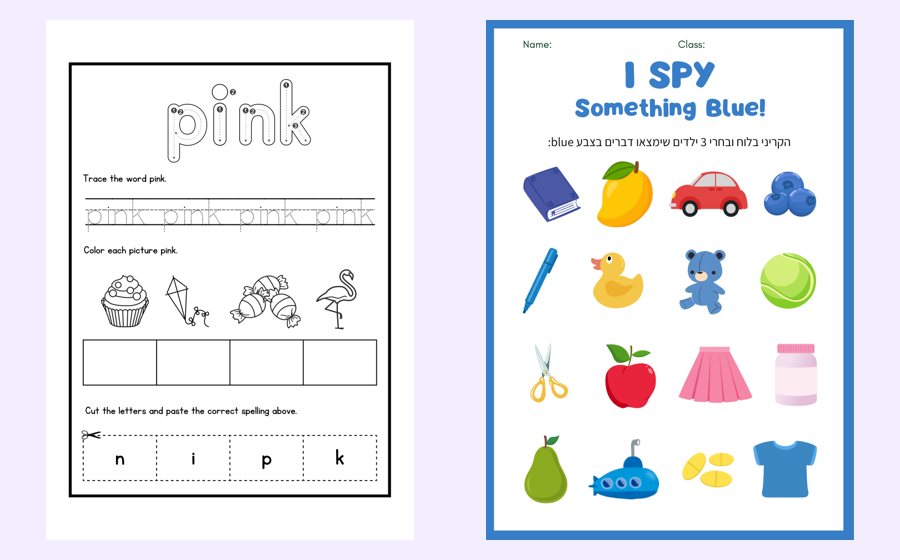 pink
Trace the word pink.
pink pink pink pink
Color each picture pink.
Cut the letters and paste the correct spelling above.
n i p k
Name: Class:
I SPY
Something Blue!
הקריני בלוח ובחרי 3 ילדים שימצאו דברים בצבע blue: